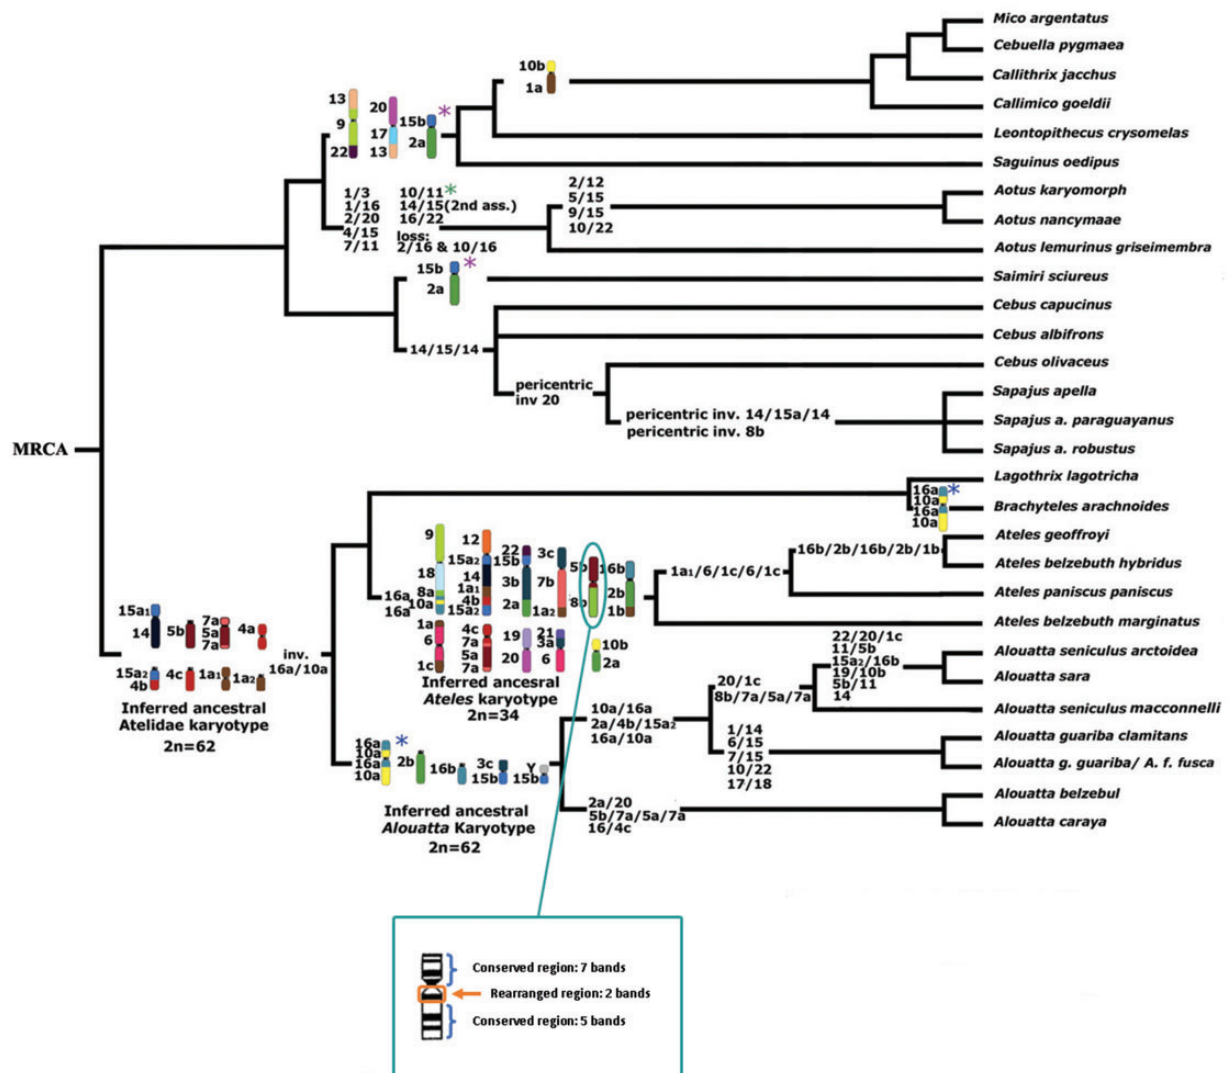 Mico argentatus
Cebuella pygmaea
Callithrix jacchus
Callimico goeldii
Leontopithecus crysomelas
Saguinus oedipus
Aotus karyomorph
Aotus nancymaae
Aotus lemurinus griseimembra
Saimiri sciureus
Cebus capucinus
Cebus albifrons
Cebus olivaceus
Sapajus apella
Sapajus a. paraguayanus
Sapajus a. robustus
Lagothrix lagotricha
Brachyteles arachnoides
Ateles geoffroyi
Ateles belzebuth hybridus
Ateles paniscus paniscus
Ateles belzebuth marginatus
Alouatta seniculus arctoidea
Alouatta sara
Alouatta seniculus macconnelli
Alouatta guariba clamitans
Alouatta g. guariba/ A. f. fusca
Alouatta belzebul
Alouatta caraya
MRCA
10b
1a
13
9
22
20
17
13
15b *
2a
1/3
1/16
2/20
4/15
7/11
10/11 *
14/15(2nd ass.)
16/22
loss:
2/16 & 10/16
2/12
5/15
9/15
10/22
15b *
2a
14/15/14
pericentric
inv 20
pericentric inv. 14/15a/14
pericentric inv. 8b
16a *
10a
16a
10a
9
18
8a
16a
10a
16a
12
15a2
14
1a1
4b
15a2
22
15b
3b
2a
3c
7b
1a2
5b
8b
16b
2b
1b
1a
6
1c
4c
7a
5a
7a
19
20
21
3a
6
10b
2a
Inferred ancesral
Ateles karyotype
2n=34
1a1/6/1c/6/1c
16b/2b/16b/2b/1b
15a1
14
5b
7a
5a
7a
4a
15a2
4b
4c
1a1
1a2
Inferred ancestral
Atelidae karyotype
2n=62
inv.
16a/10a
16a *
10a
16a
10a
2b
16b
3c
15b
Y
15b
Inferred ancestral
Alouatta Karyotype
2n=62
10a/16a
2a/4b/15a2
16a/10a
20/1c
8b/7a/5a/7a
22/20/1c
11/5b
15a2/16b
19/10b
5b/11
14
1/14
6/15
7/15
10/22
17/18
2a/20
5b/7a/5a/7a
16/4c
Conserved region: 7 bands
Rearranged region: 2 bands
Conserved region: 5 bands